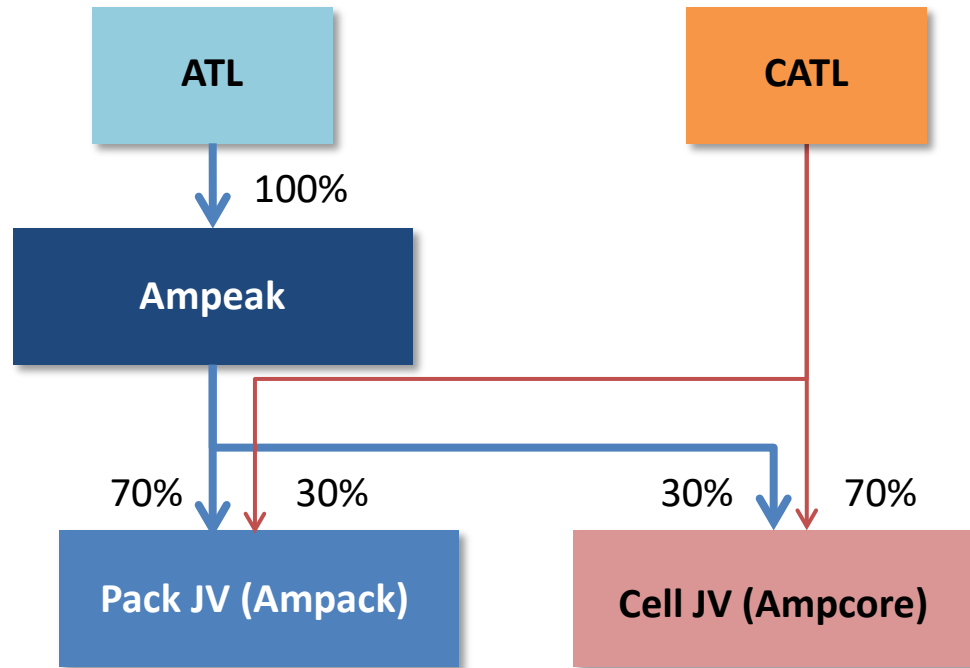 ATL
CATL
100%
Ampeak
70%
30%
30%
70%
Pack JV (Ampack)
Cell JV (Ampcore)